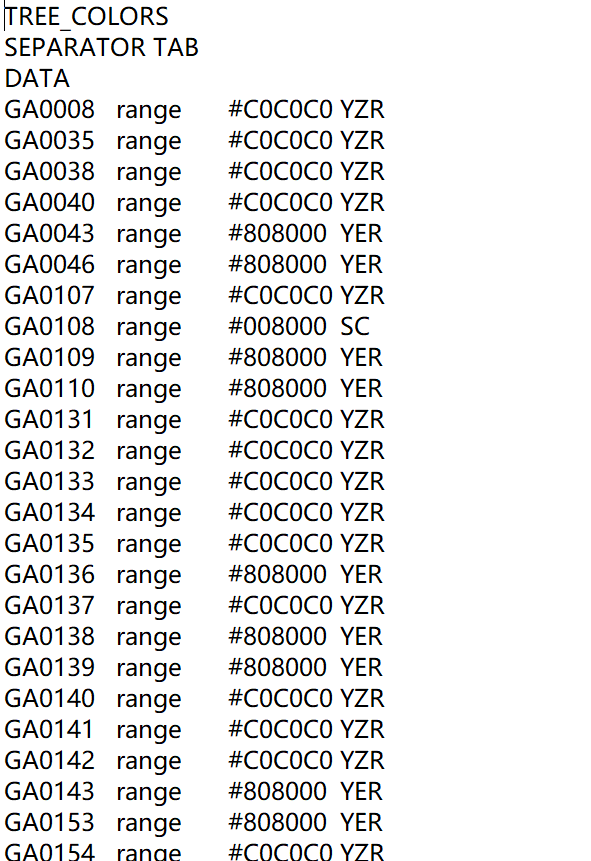 TREE_COLORS
SEPARATOR TAB
DATA
GA0008 range #C0C0C0 YZR
GA0035 range #C0C0C0 YZR
GA0038 range #C0C0C0 YZR
GA0040 range #C0C0C0 YZR
GA0043 range #808000 YER
GA0046 range #808000 YER
GA0107 range #C0C0C0 YZR
GA0108 range #008000 SC
GA0109 range #808000 YER
GA0110 range #808000 YER
GA0131 range #C0C0C0 YZR
GA0132 range #C0C0C0 YZR
GA0133 range #C0C0C0 YZR
GA0134 range #C0C0C0 YZR
GA0135 range #C0C0C0 YZR
GA0136 range #808000 YER
GA0137 range #C0C0C0 YZR
GA0138 range #808000 YER
GA0139 range #808000 YER
GA0140 range #C0C0C0 YZR
GA0141 range #C0C0C0 YZR
GA0142 range #C0C0C0 YZR
GA0143 range #808000 YER
GA0153 range #808000 YER
GA0154 range #C0C0C0 YZR